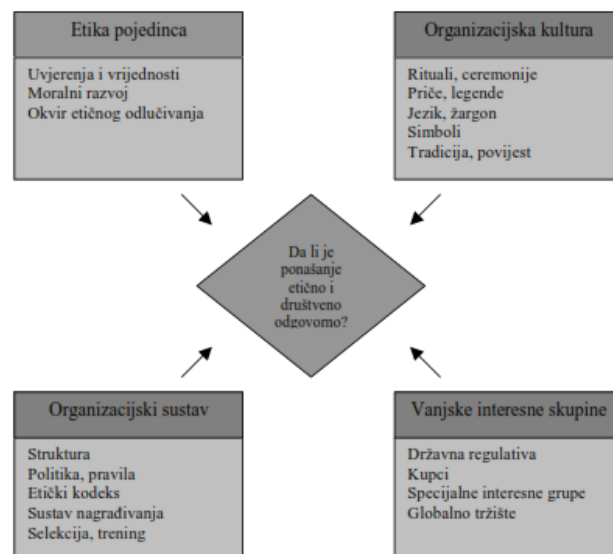 Etika pojedinca
Uvjerenja i vrijednosti
Moralni razvoj
Okvir etičnog odlučivanja
Organizacijska kultura
Rituali, ceremonije
Priče, legende
Jezik, žargon
Simboli
Tradicija, povijest
Da li je
ponašanje
etično i
društveno
odgovorno?
Organizacijski sustav
Struktura
Politika, pravila
Etički kodeks
Sustav nagrađivanja
Selekcija, trening
Vanjske interesne skupine
Državna regulativa
Kupci
Specijalne interesne grupe
Globalno tržište